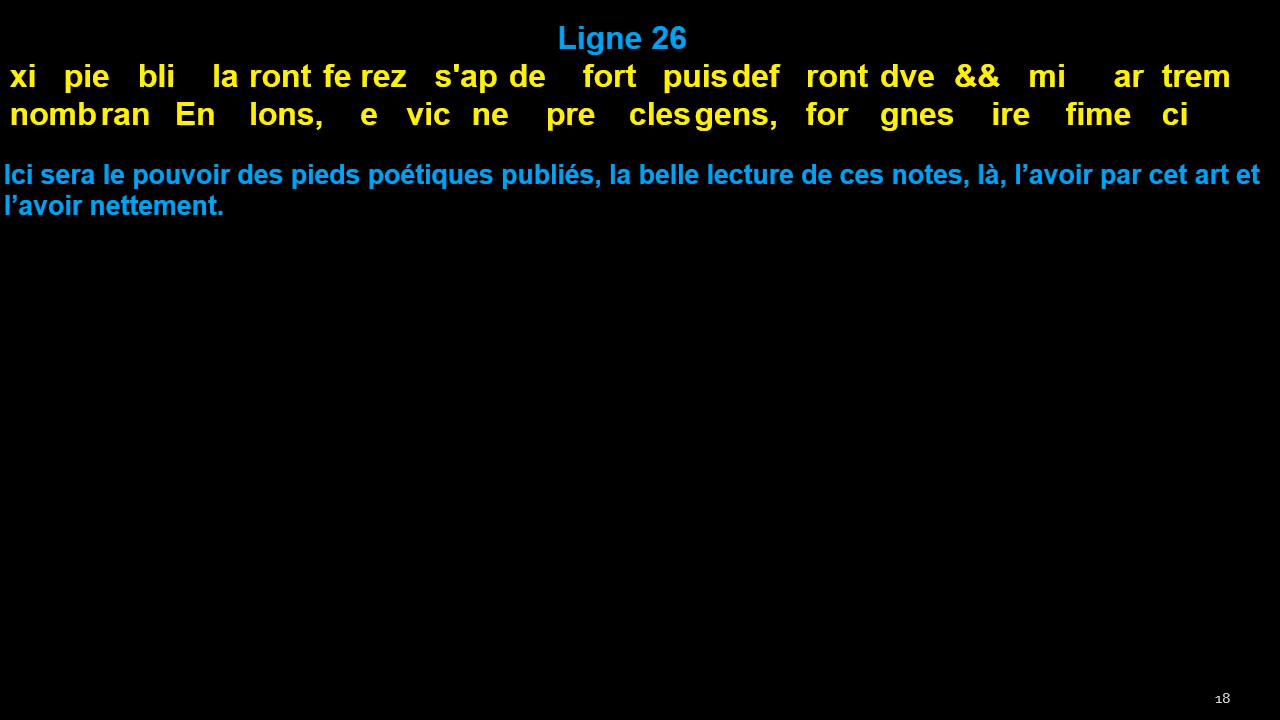 Ligne 26
xi pie bli la ront fe rez s'ap de fort puis def ront dve && mi ar trem
nomb ran En lons, e vic ne pre cles gens, for gnes ire fime ci
Ici sera le pouvoir des pieds poétiques publiés, la belle lecture de ces notes, là, l’avoir par cet art et
l’avoir nettement.
18